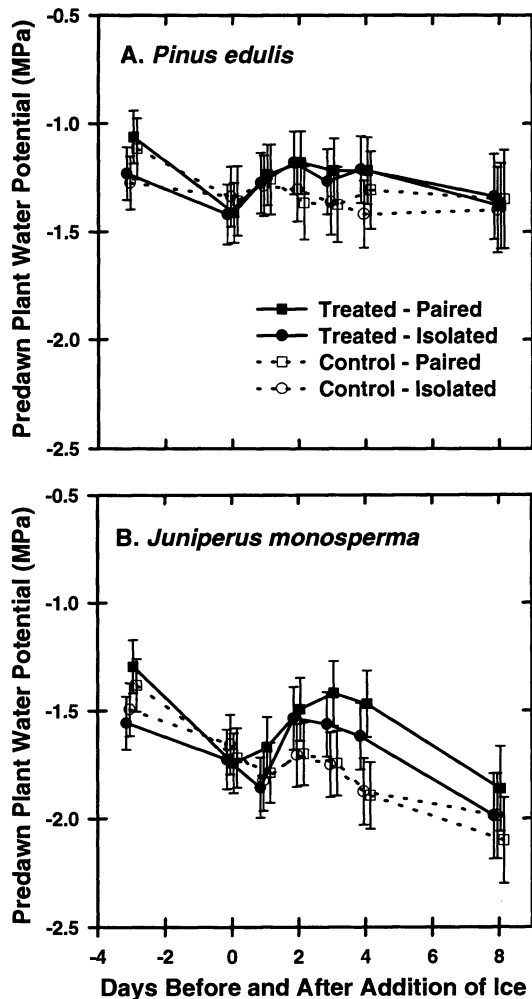 -0.5
A. Pinus edulis
-1.0
-1.5
Treated - Paired
Treated - Isolated
-2.0
Control - Paired
Control - Isolated
-2.5
Predawn Plant Water Potential (MPa)
-0.5
B. Juniperus monosperma
-1.0
-1.5
-2.0
-2.5
Predawn Plant Water Potential (MPa)
-4 -2 0 2 4 6 8
Days Before and After Addition of Ice